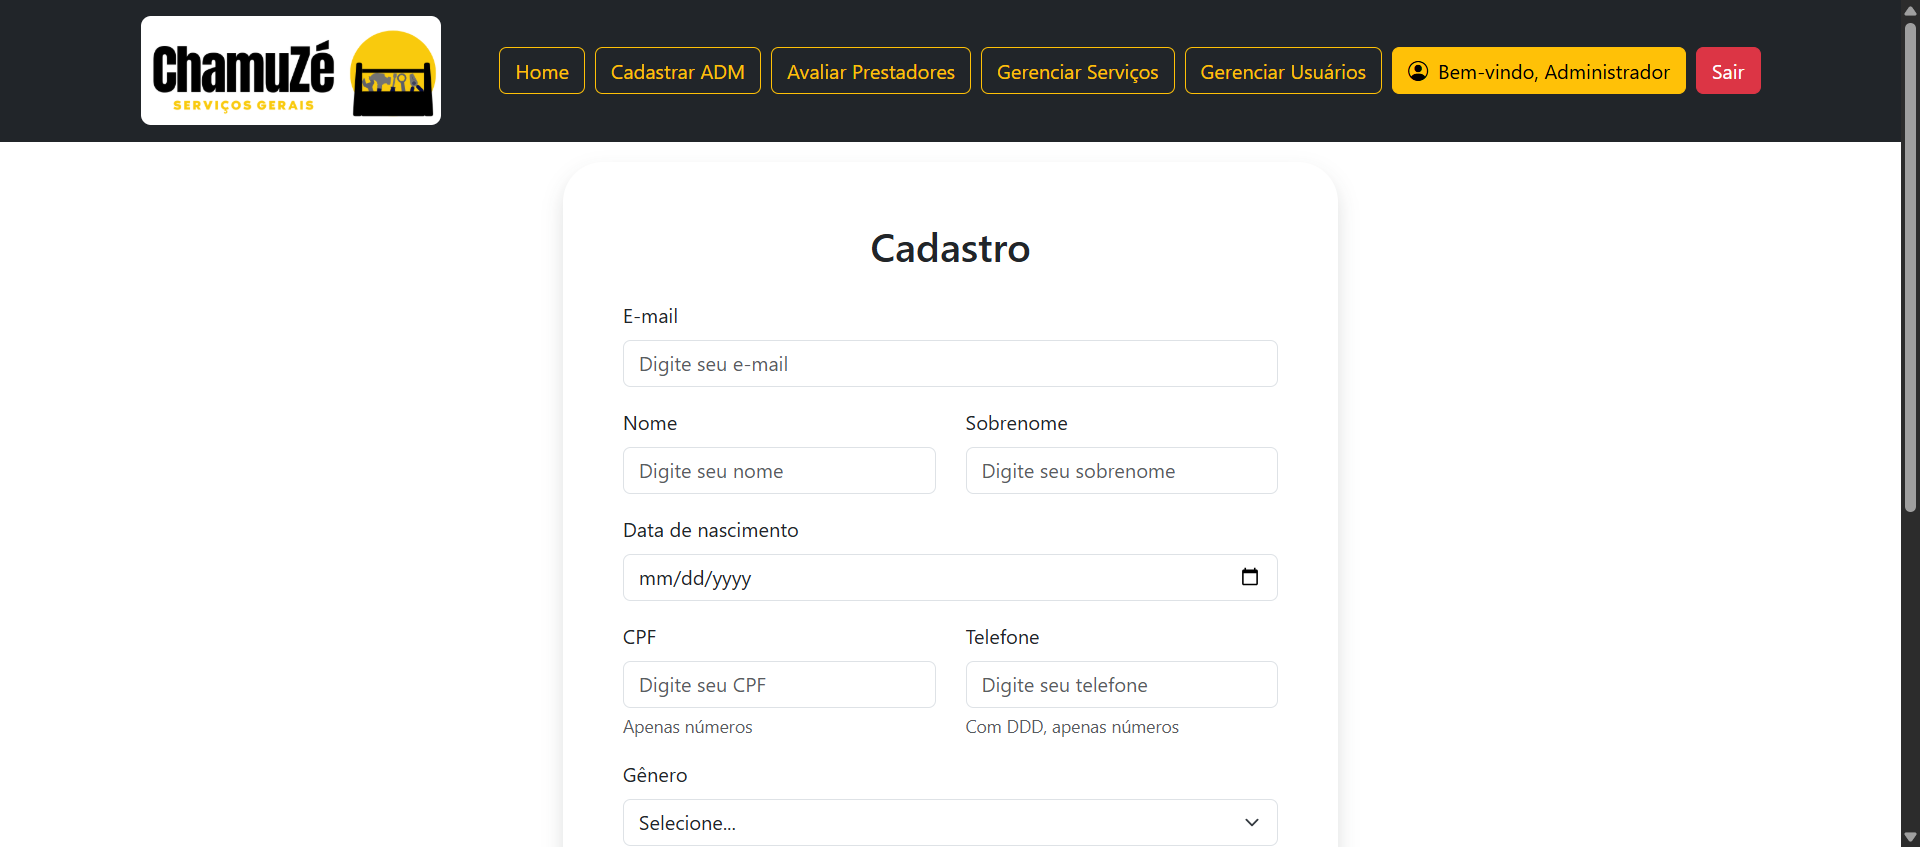 ChamuZé
SERVIÇOS GERAIS
Home
Cadastrar ADM
Avaliar Prestadores
Gerenciar Serviços
Gerenciar Usuários
Bem-vindo, Administrador
Sair
Cadastro
E-mail
Digite seu e-mail
Nome
Sobrenome
Digite seu nome
Digite seu sobrenome
Data de nascimento
mm/dd/yyyy
CPF
Telefone
Digite seu CPF
Digite seu telefone
Apenas números
Com DDD, apenas números
Gênero
Selecione...